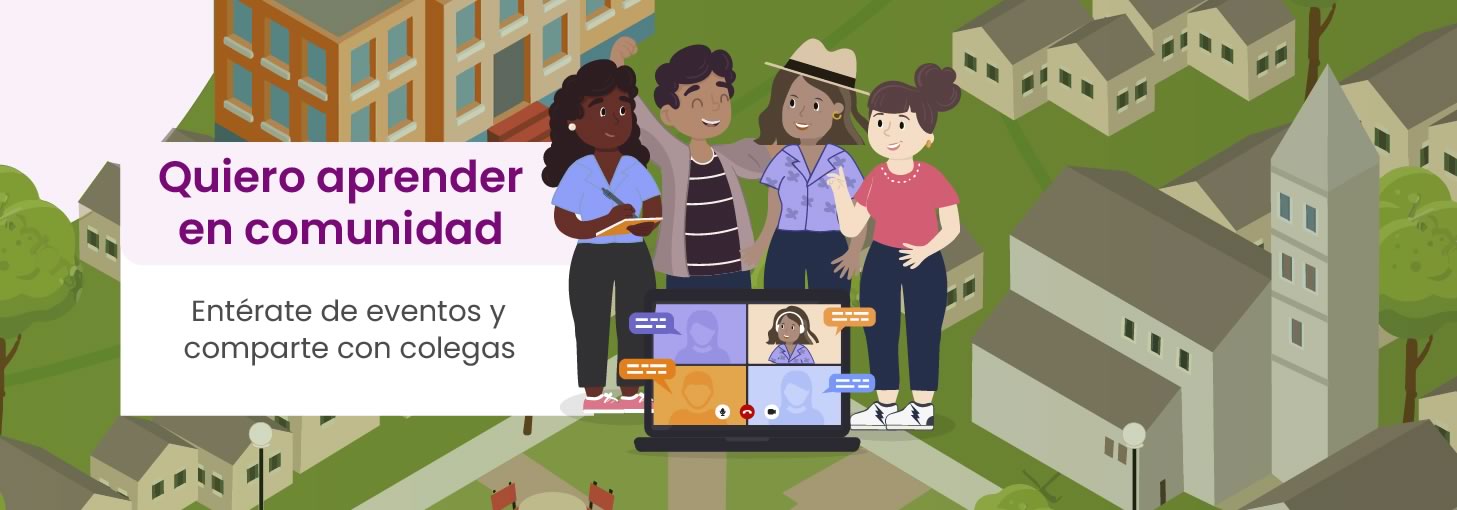 Quiero aprender
en comunidad
Entérate de eventos y
comparte con colegas